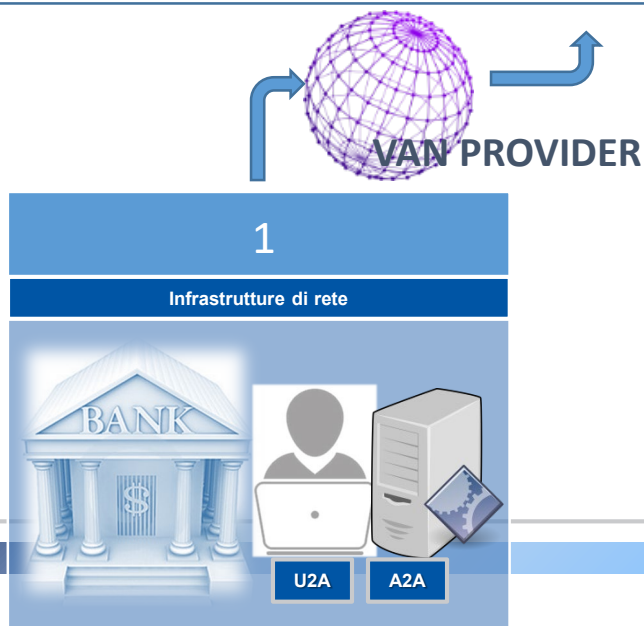 VAN PROVIDER
1
Infrastrutture di rete
BANK
$
U2A
A2A